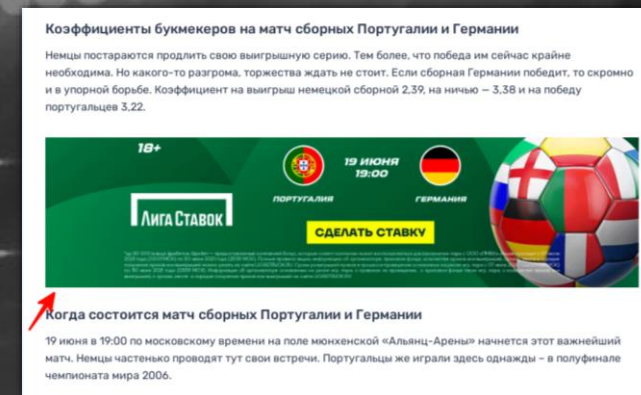 Коэффициенты букмекеров на матч сборных Португалии и Германии
Немцы постараются продлить свою выигрышную серию. Тем более, что победа им сейчас крайне
необходима. Но какого-то разгрома, торжества ждать не стоит. Если сборная Германии победит, то скромно
и в упорной борьбе. Коэффициент на выигрыш немецкой сборной 2,39, на ничью — 3,38 и на победу
португальцев 3,22.
18+
19 ИЮНЯ
19:00
ПОРТУГАЛИЯ
ГЕРМАНИЯ
ЛИГА СТАВОК
СДЕЛАТЬ СТАВКУ
Когда состоится матч сборных Португалии и Германии
19 июня в 19:00 по московскому времени на поле мюнхенской «Альянц-Арены» начнется этот важнейший
матч. Немцы частенько проводят тут свои встречи. Португальцы же играли здесь однажды – в полуфинале
чемпионата мира 2006.